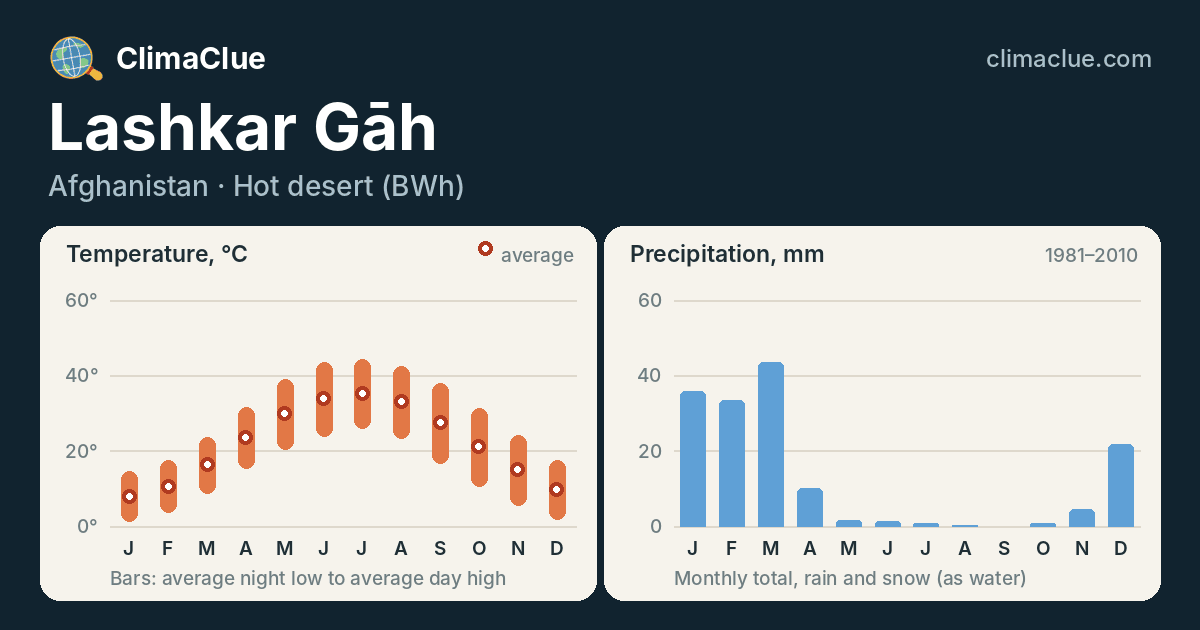 ClimaClue
climaclue.com
Lashkar Gāh
Afghanistan · Hot desert (BWh)
Temperature, °C
average
60°
40°
20°
0°
J F M A M J J A S O N D
Bars: average night low to average day high
Precipitation, mm
1981–2010
60
40
20
0
J F M A M J J A S O N D
Monthly total, rain and snow (as water)